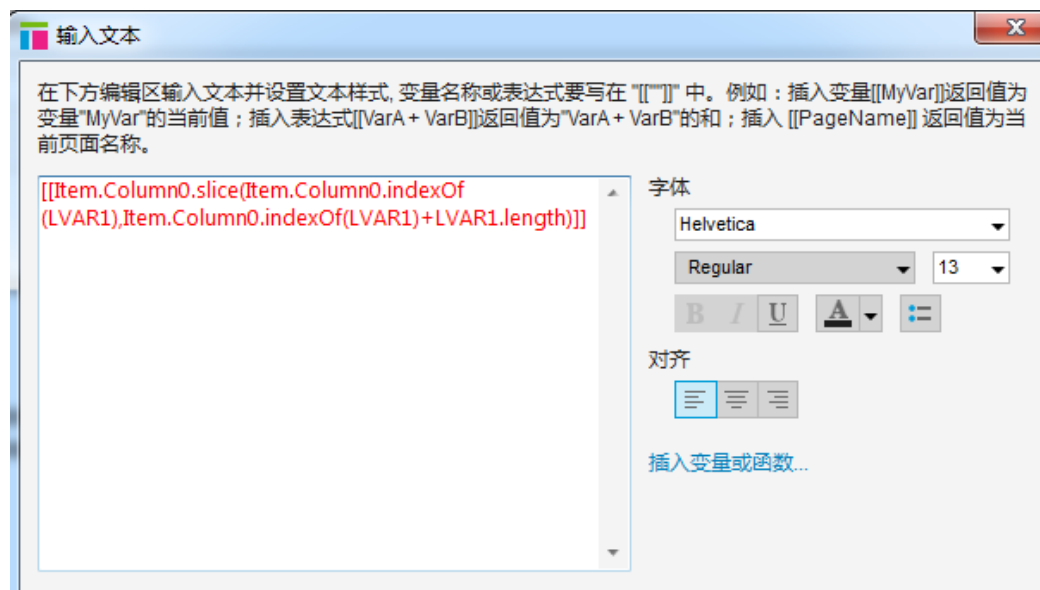 输入文本
在下方编辑区输入文本并设置文本样式, 变量名称或表达式要写在 "[[""]]" 中。例如：插入变量[[MyVar]]返回值为
变量"MyVar"的当前值；插入表达式[[VarA + VarB]]返回值为"VarA + VarB"的和；插入 [[PageName]] 返回值为当
前页面名称。
[[Item.Column0.slice(Item.Column0.indexOf
(LVAR1),Item.Column0.indexOf(LVAR1)+LVAR1.length)]]
字体
Helvetica
Regular 13
B I U A
对齐
插入变量或函数...